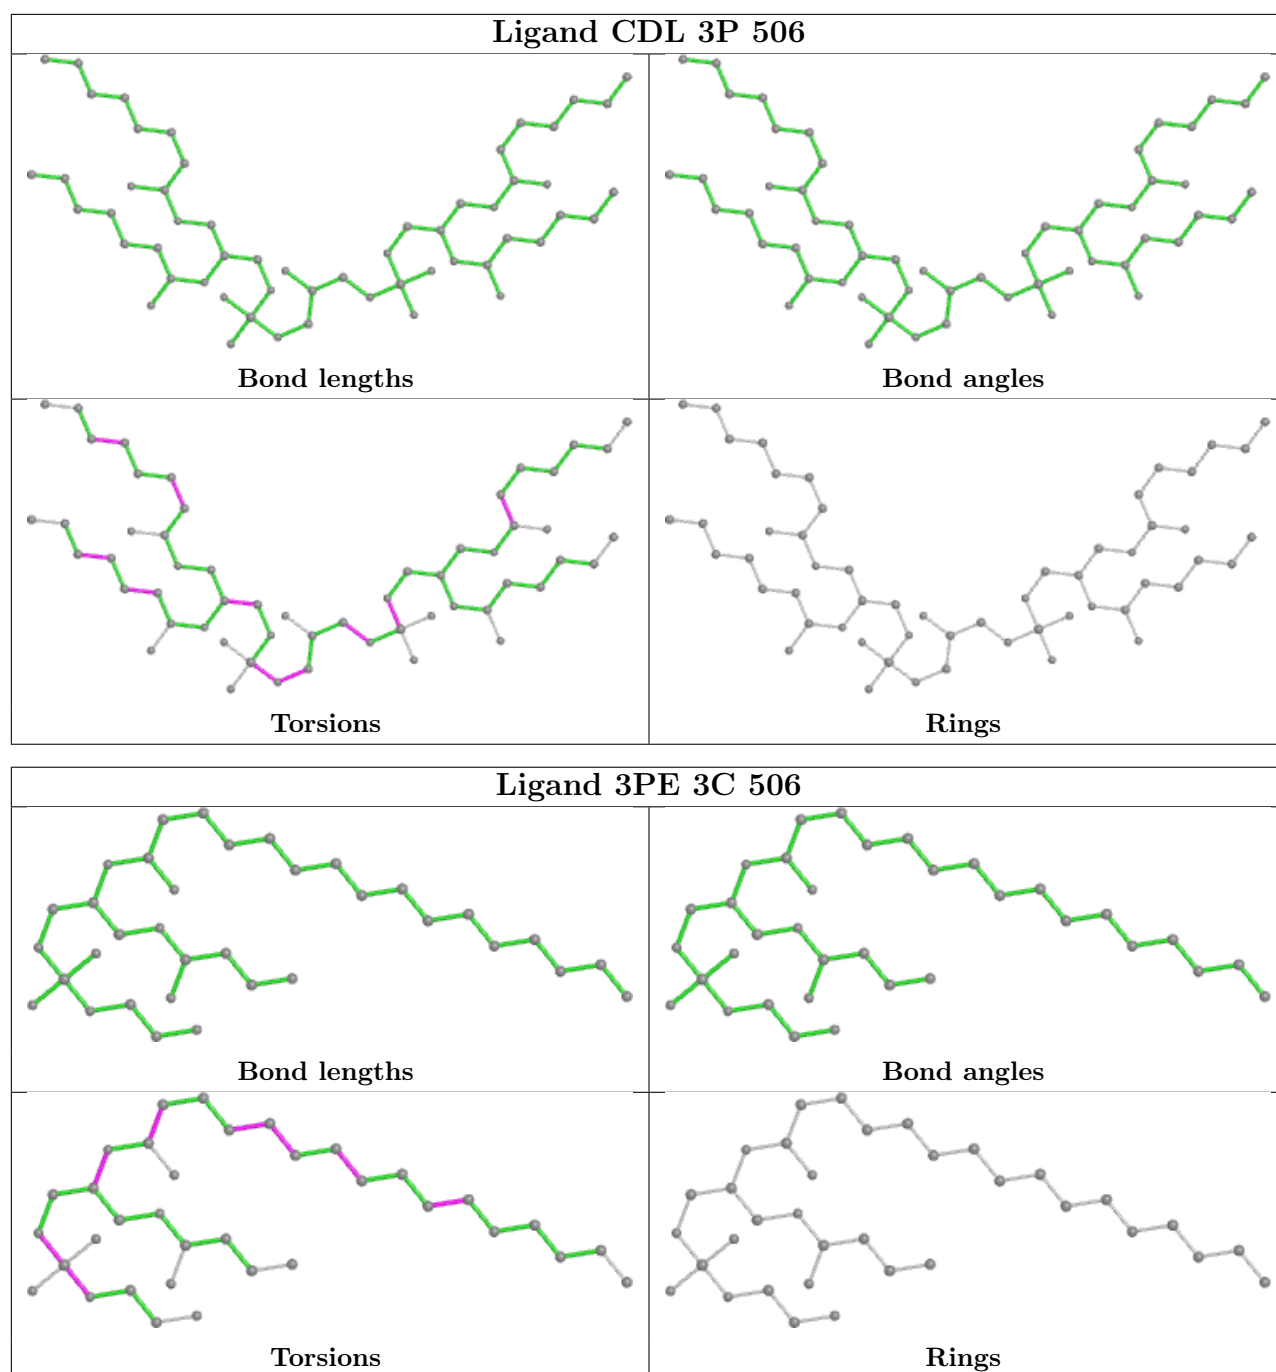 Ligand CDL 3P 506
Bond lengths
Bond angles
Torsions
Rings
Ligand 3PE 3C 506
Bond lengths
Bond angles
Torsions
Rings